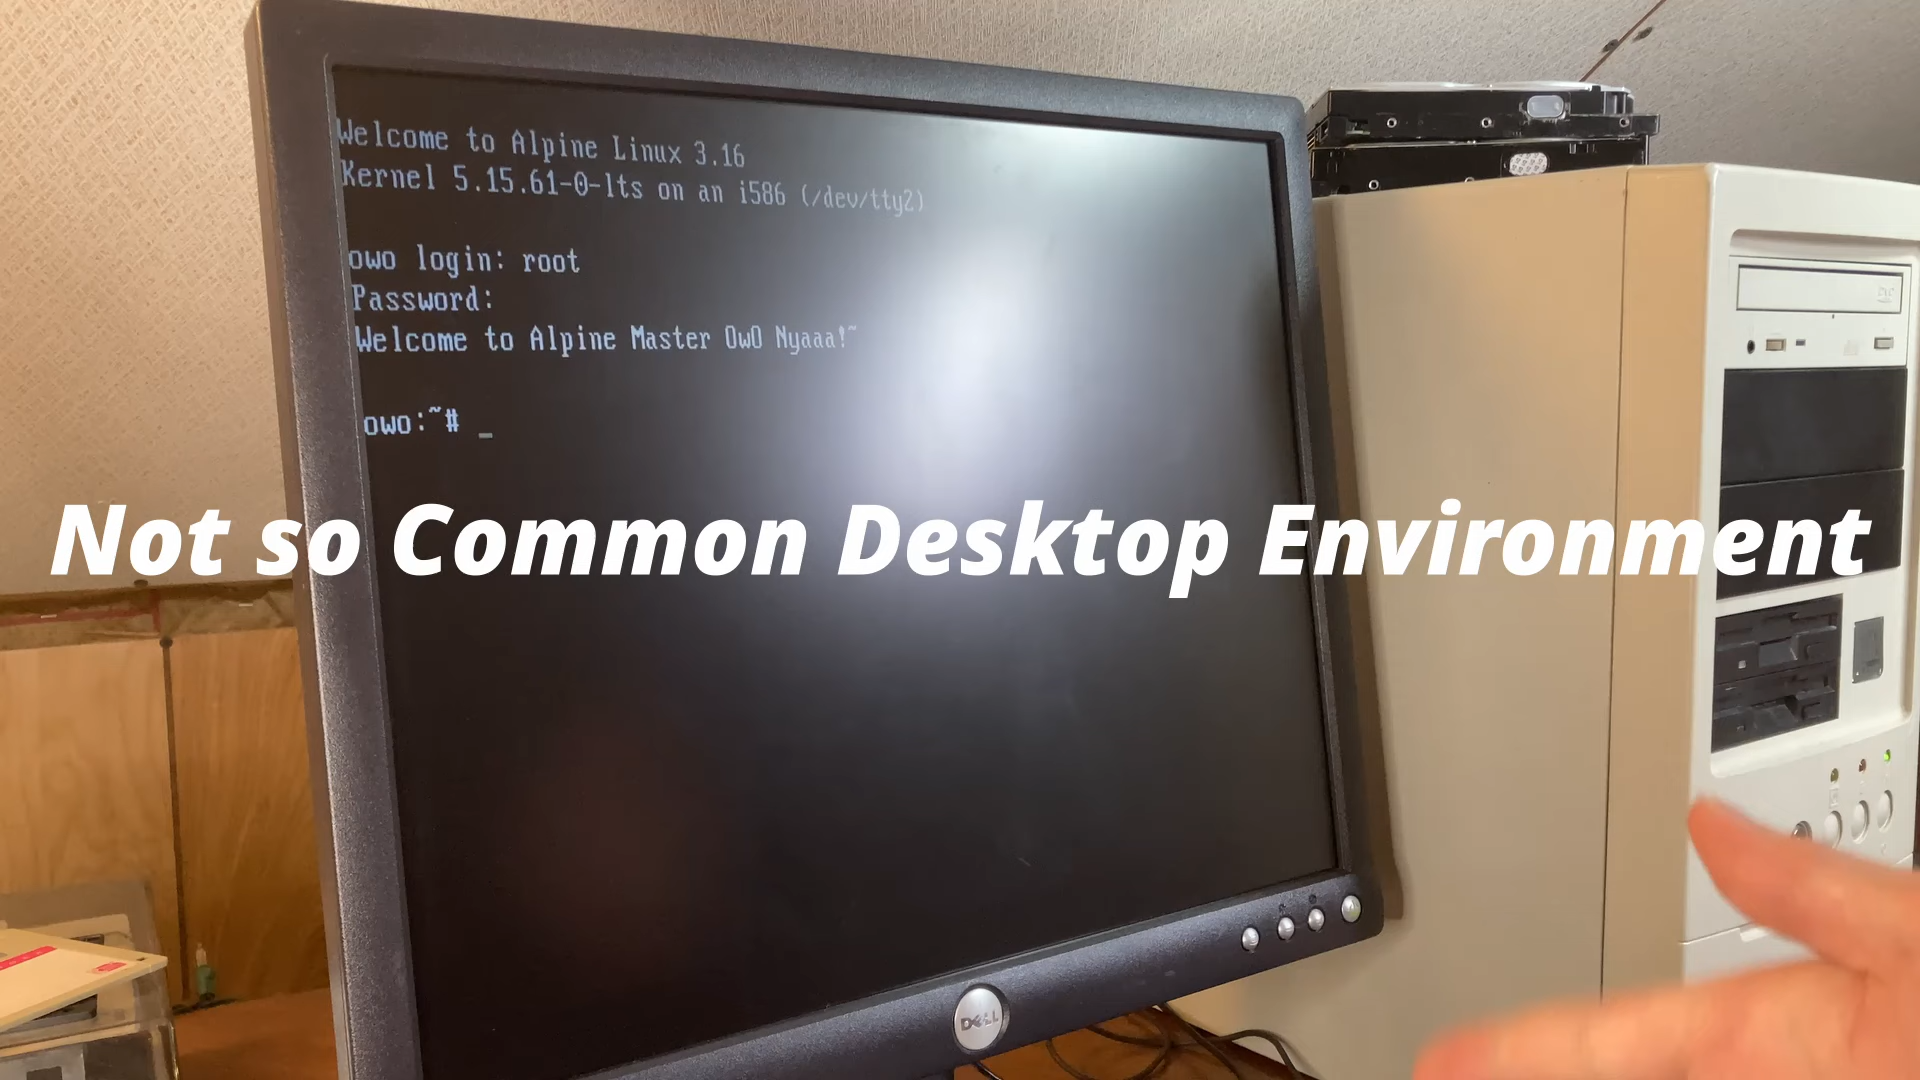 Welcome to Alpine Linux 3.16
Kernel 5.15.61-0-lts on an i586 (/dev/tty2)
owo login: root
Password:
Welcome to Alpine Master OwO Nyaaa!~
owo:~# _
Not so Common Desktop Environment
DELL